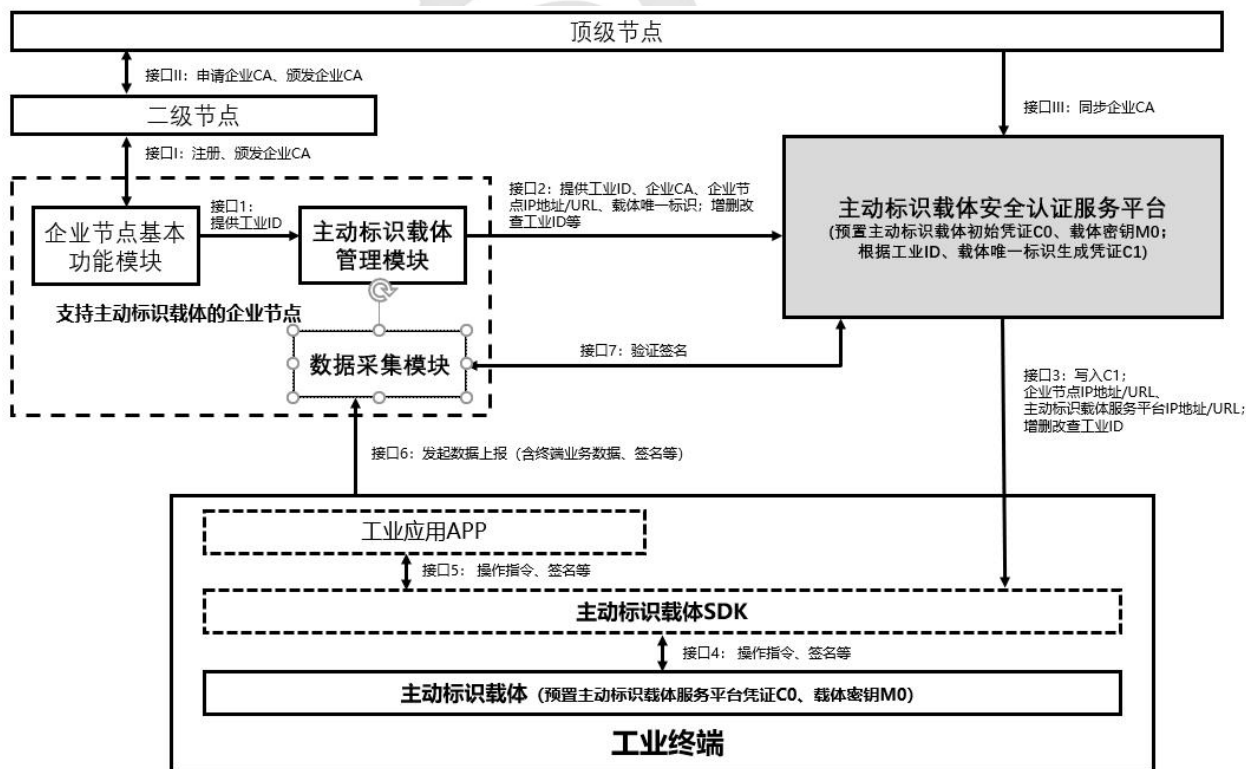 顶级节点
接口II：申请企业CA、颁发企业CA
接口III：同步企业CA
二级节点
接口I：注册、颁发企业CA
企业节点基本
功能模块
接口1：
提供工业ID
主动标识载体
管理模块
支持主动标识载体的企业节点
数据采集模块
接口2：提供工业ID、企业CA、企业节
点IP地址/URL、载体唯一标识；增删改
查工业ID等
主动标识载体安全认证服务平台
(预置主动标识载体初始凭证C0、载体密钥M0；
根据工业ID、载体唯一标识生成凭证C1)
接口7：验证签名
接口3：写入C1；
企业节点IP地址/URL、
主动标识载体服务平台IP地址/URL；
增删改查工业ID
接口6：发起数据上报（含终端业务数据、签名等）
工业应用APP
接口5： 操作指令、签名等
主动标识载体SDK
接口4： 操作指令、签名等
主动标识载体（预置主动标识载体服务平台凭证C0、载体密钥M0）
工业终端